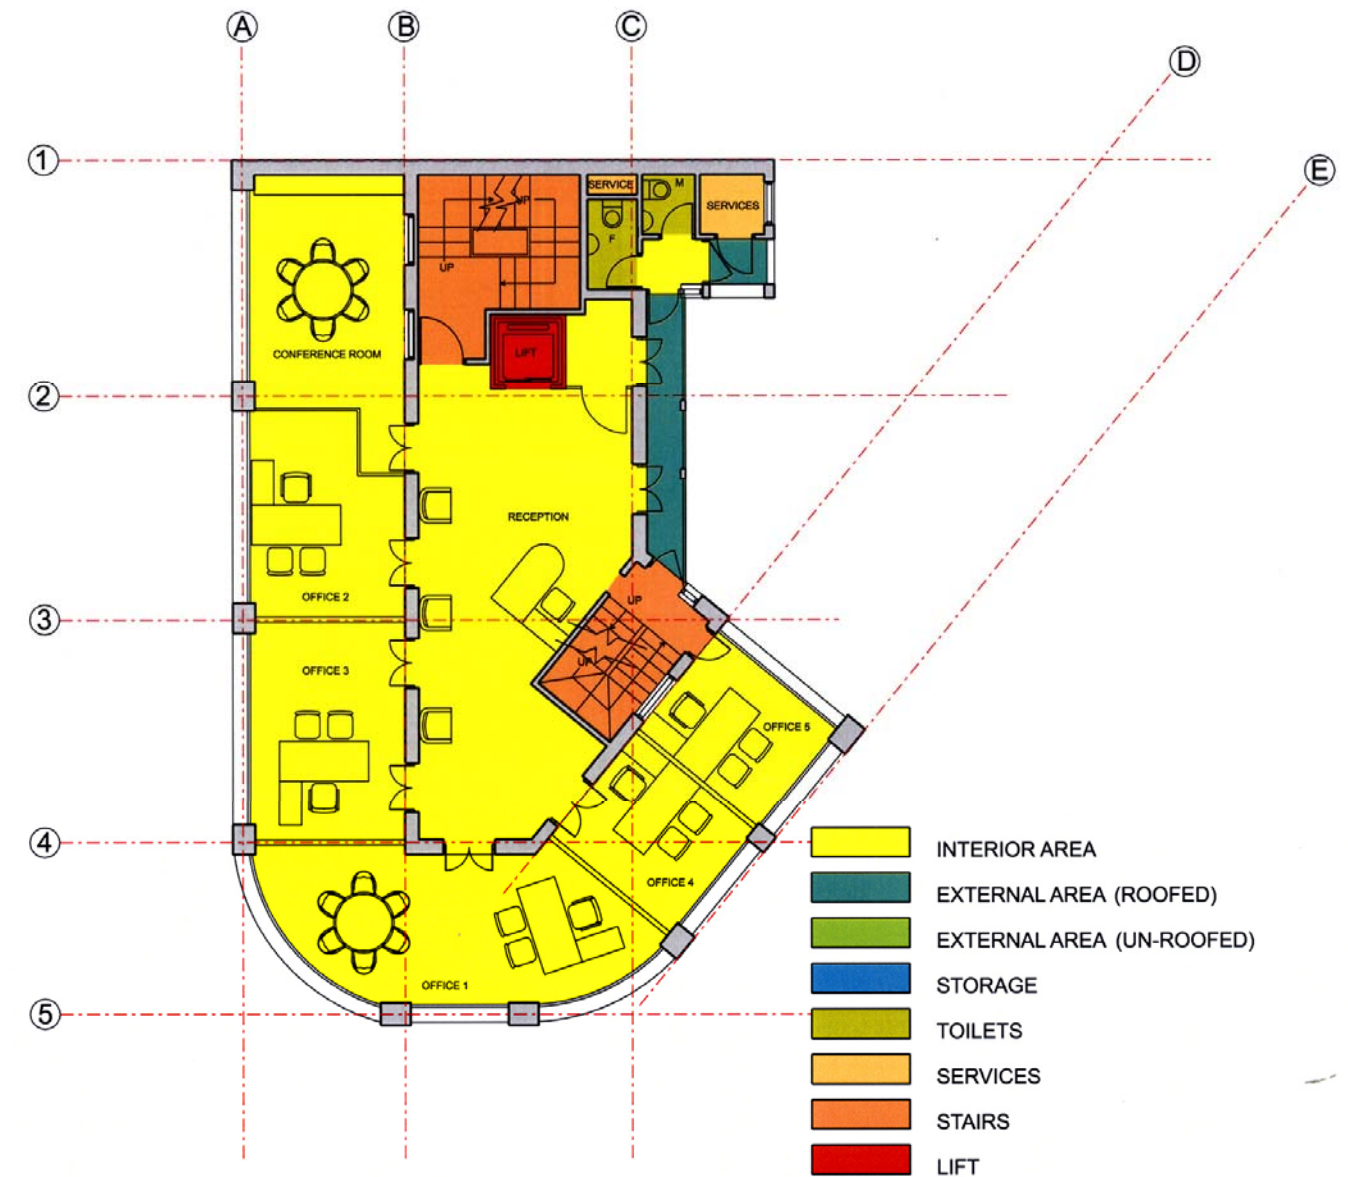 A
B
C
D
E
1
SERVICE
M
SERVICES
UP
F
UP
CONFERENCE ROOM
LIFT
2
RECEPTION
OFFICE 2
UP
3
UP
OFFICE 3
OFFICE 5
4
OFFICE 4
OFFICE 1
5
INTERIOR AREA
EXTERNAL AREA (ROOFED)
EXTERNAL AREA (UN-ROOFED)
STORAGE
TOILETS
SERVICES
STAIRS
LIFT